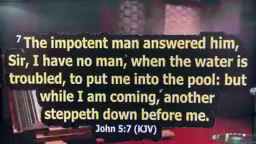 7 The impotent man answered him,
Sir, I have no man, when the water is
troubled, to put me into the pool: but
while I am coming, another
steppeth down before me.
John 5:7 (KJV)